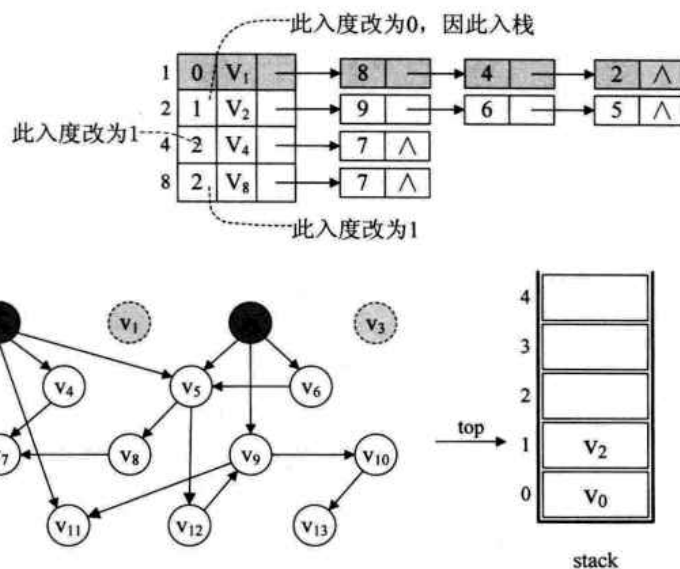 此入度改为0，因此入栈
1 0 V₁ 8 4 2 ∧
2 1 V₂ 9 6 5 ∧
此入度改为1
4 2 V₄ 7 ∧
8 2 V₈ 7 ∧
此入度改为1
v₁ v₃
v₄ v₅ v₆
v₇ v₈ v₉ v₁₀
v₁₁ v₁₂ v₁₃
4
3
2
top 1 v₂
0 v₀
stack